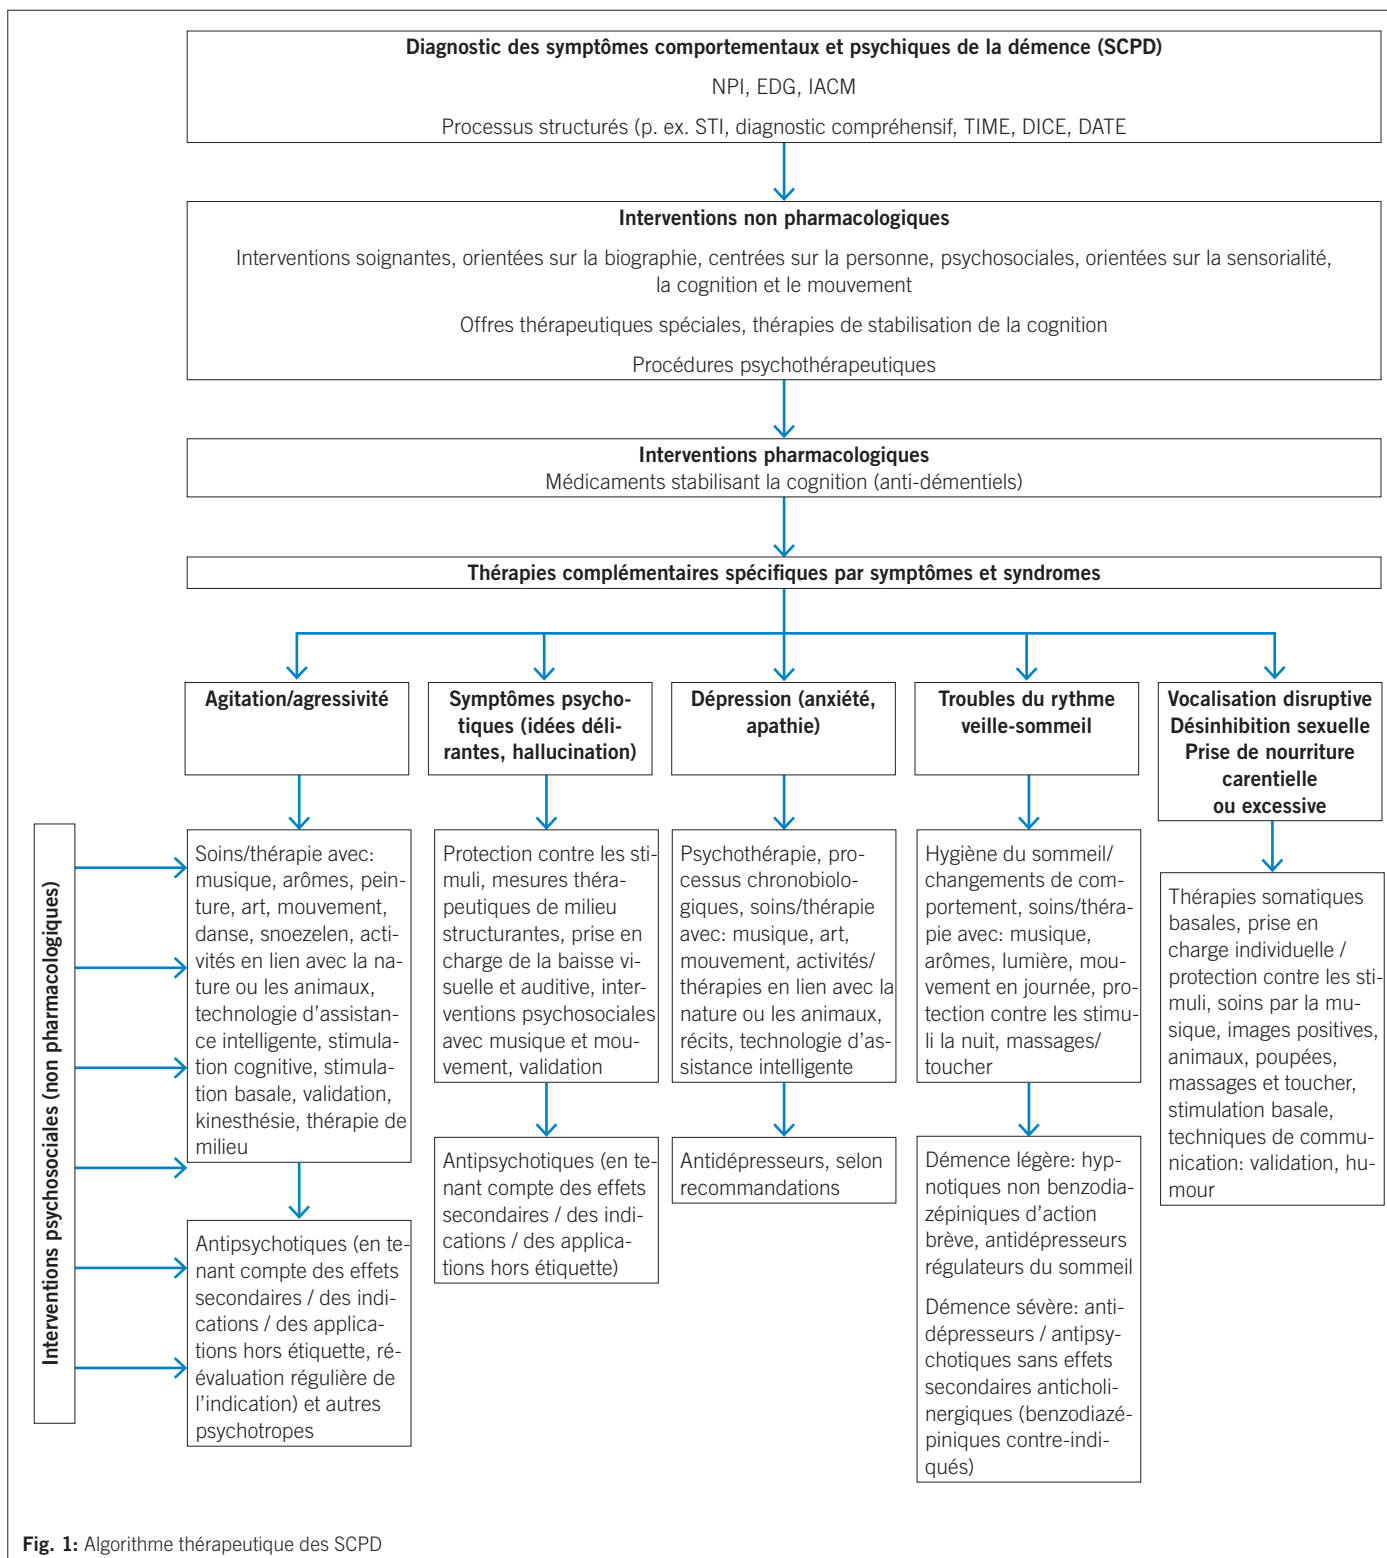 Diagnostic des symptômes comportementaux et psychiques de la démence (SCPD)
NPI, EDG, IACM
Processus structurés (p. ex. STI, diagnostic compréhensif, TIME, DICE, DATE
Interventions non pharmacologiques
Interventions soignantes, orientées sur la biographie, centrées sur la personne, psychosociales, orientées sur la sensorialité,
la cognition et le mouvement
Offres thérapeutiques spéciales, thérapies de stabilisation de la cognition
Procédures psychothérapeutiques
Interventions pharmacologiques
Médicaments stabilisant la cognition (anti-démentiels)
Thérapies complémentaires spécifiques par symptômes et syndromes
Agitation/agressivité
Symptômes psycho-
tiques (idées déli-
rantes, hallucination)
Dépression (anxiété,
apathie)
Troubles du rythme
veille-sommeil
Vocalisation disruptive
Désinhibition sexuelle
Prise de nourriture
carentielle
ou excessive
Interventions psychosociales (non pharmacologiques)
Soins/thérapie avec:
musique, arômes, pein-
ture, art, mouvement,
danse, snoezelen, acti-
vités en lien avec la na-
ture ou les animaux,
technologie d'assistan-
ce intelligente, stimula-
tion cognitive, stimula-
tion basale, validation,
kinesthésie, thérapie de
milieu
Antipsychotiques (en te-
nant compte des effets
secondaires / des indi-
cations / des applica-
tions hors étiquette, ré-
évaluation régulière de
l'indication) et autres
psychotropes
Protection contre les sti-
muli, mesures théra-
peutiques de milieu
structurantes, prise en
charge de la baisse vi-
suelle et auditive, inter-
ventions psychosociales
avec musique et mou-
vement, validation
Antipsychotiques (en te-
nant compte des effets
secondaires / des indi-
cations / des applica-
tions hors étiquette)
Psychothérapie, pro-
cessus chronobiolo-
giques, soins/thérapie
avec: musique, art,
mouvement, activités/
thérapies en lien avec la
nature ou les animaux,
récits, technologie d'as-
sistance intelligente
Antidépresseurs, selon
recommandations
Hygiène du sommeil/
changements de com-
portement, soins/théra-
pie avec: musique,
arômes, lumière, mou-
vement en journée, pro-
tection contre les stimu-
li la nuit, massages/
toucher
Démence légère: hyp-
notiques non benzodia-
zépiniques d'action
brève, antidépresseurs
régulateurs du sommeil
Démence sévère: anti-
dépresseurs / antipsy-
chotiques sans effets
secondaires anticholi-
nergiques (benzodiazé-
piniques contre-indi-
qués)
Thérapies somatiques
basales, prise en
charge individuelle /
protection contre les sti-
muli, soins par la mu-
sique, images positives,
animaux, poupées,
massages et toucher,
stimulation basale,
techniques de commu-
nication: validation, hu-
mour
Fig. 1: Algorithme thérapeutique des SCPD